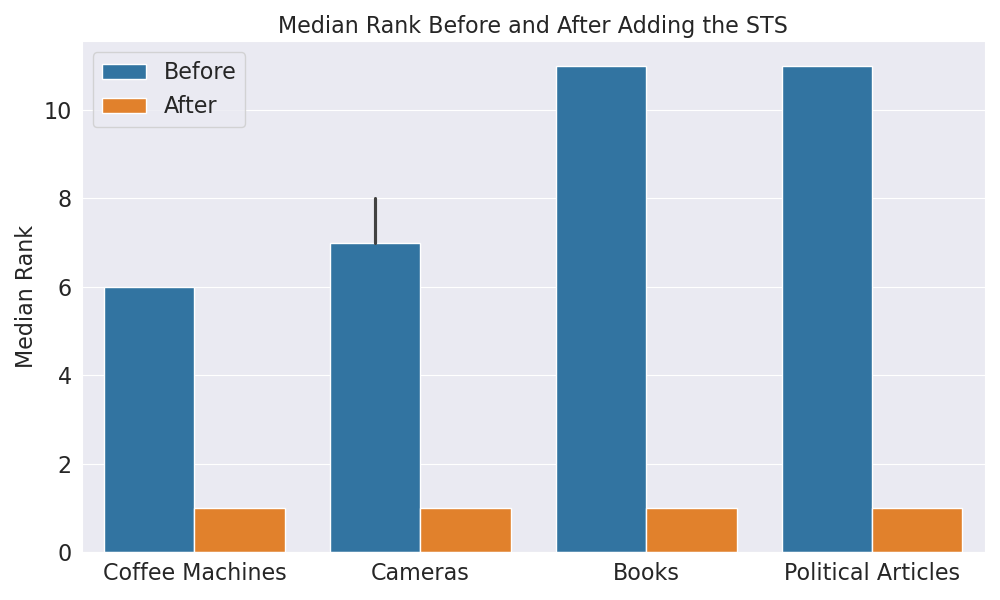 Median Rank Before and After Adding the STS
Before
After
Median Rank
10
8
6
4
2
0
Coffee Machines Cameras Books Political Articles